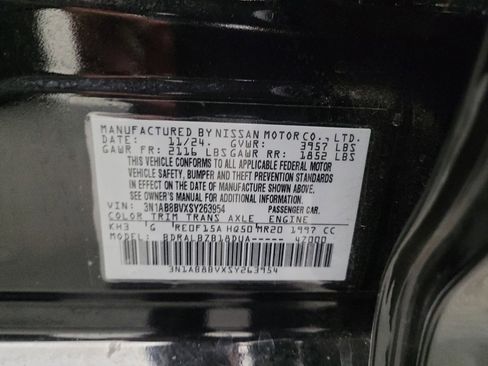 MANUFACTURED BY NISSAN MOTOR CO., LTD.
DATE: 11/24 GVWR: 3957 LBS
GAWR FR: 2116 LBS GAWR RR: 1852 LBS
THIS VEHICLE CONFORMS TO ALL APPLICABLE FEDERAL MOTOR
VEHICLE SAFETY, BUMPER AND THEFT PREVENTION STANDARDS
IN EFFECT ON THE DATE OF MANUFACTURE SHOWN ABOVE.
SEE OWNER'S MANUAL FOR ADDITIONAL INFORMATION
VIN: 3N1AB8BVXSY263954 PASSENGER CAR
COLOR TRIM TRANS AXLE ENGINE
KH3 G RE0F15A HQ50 MR20 1997 CC
MODEL: BDRALBZB18DUA----- 47000
3N1AB8BVXSY263954